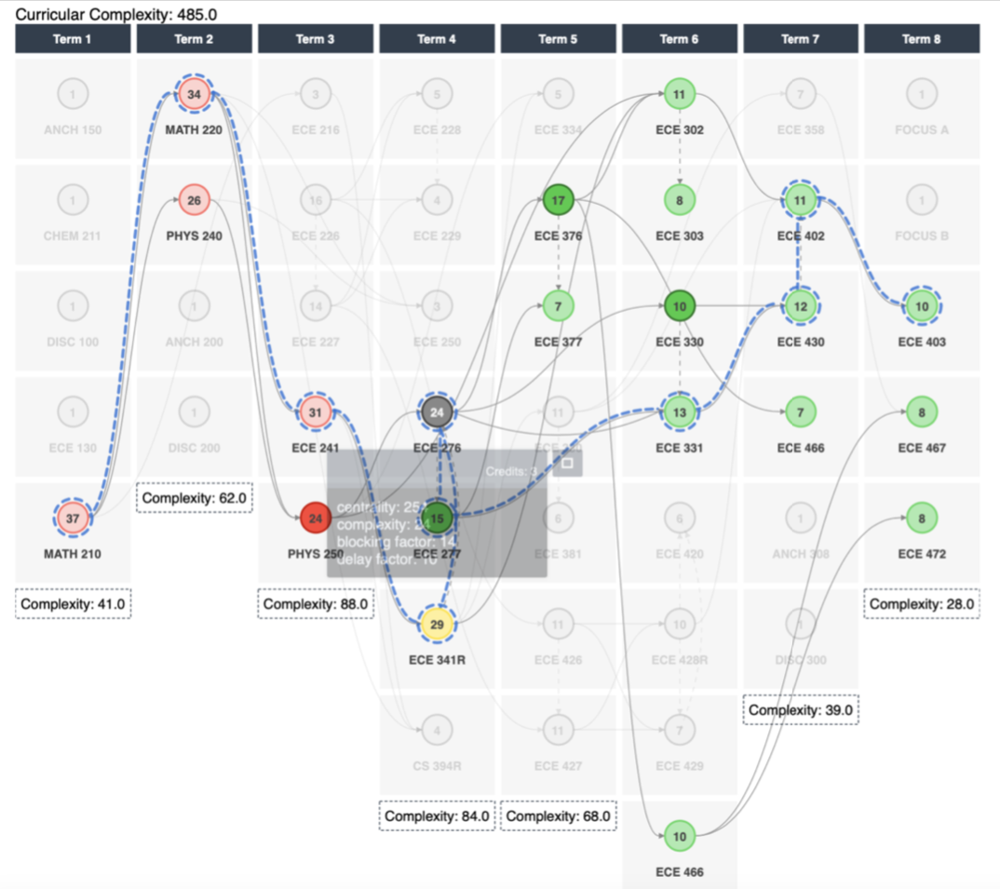 Curricular Complexity: 485.0
Term 1 Term 2 Term 3 Term 4 Term 5 Term 6 Term 7 Term 8
1 34 3 5 5 11 7 1
ANCH 150 MATH 220 ECE 216 ECE 228 ECE 334 ECE 302 ECE 358 FOCUS A
1 26 16 4 17 8 11 1
CHEM 211 PHYS 240 ECE 226 ECE 229 ECE 376 ECE 303 ECE 402 FOCUS B
1 1 14 3 7 10 12 10
DISC 100 ANCH 200 ECE 227 ECE 250 ECE 377 ECE 330 ECE 430 ECE 403
1 1 31 24 11 13 7 8
ECE 130 DISC 200 ECE 241 ECE 276 ECE ECE 331 ECE 466 ECE 467
Credits: 3
Complexity: 62.0
centrality:
complexity: 24
blocking factor: 14
delay factor: 10
37 24 15 6 6 1 8
MATH 210 PHYS 250 ECE 277 ECE 381 ECE 420 ANCH 308 ECE 472
Complexity: 41.0 Complexity: 88.0 Complexity: 28.0
29 11 10 1
ECE 341R ECE 426 ECE 428R DISC 300
Complexity: 39.0
4 11 7
CS 394R ECE 427 ECE 429
Complexity: 84.0 Complexity: 68.0
10
ECE 466